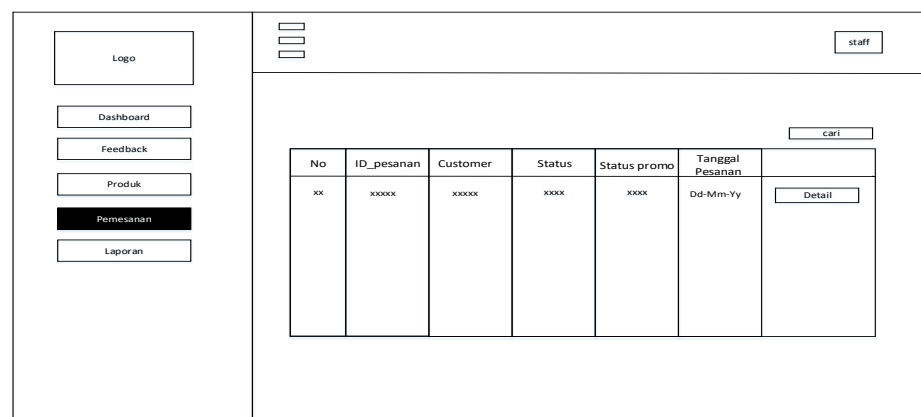 Logo
staff
Dashboard
Feedback
Produk
Pemesanan
Laporan
cari
No ID_pesanan Customer Status Status promo Tanggal Pesanan
xx xxxxx xxxxx xxxx xxxx Dd-Mm-Yy Detail